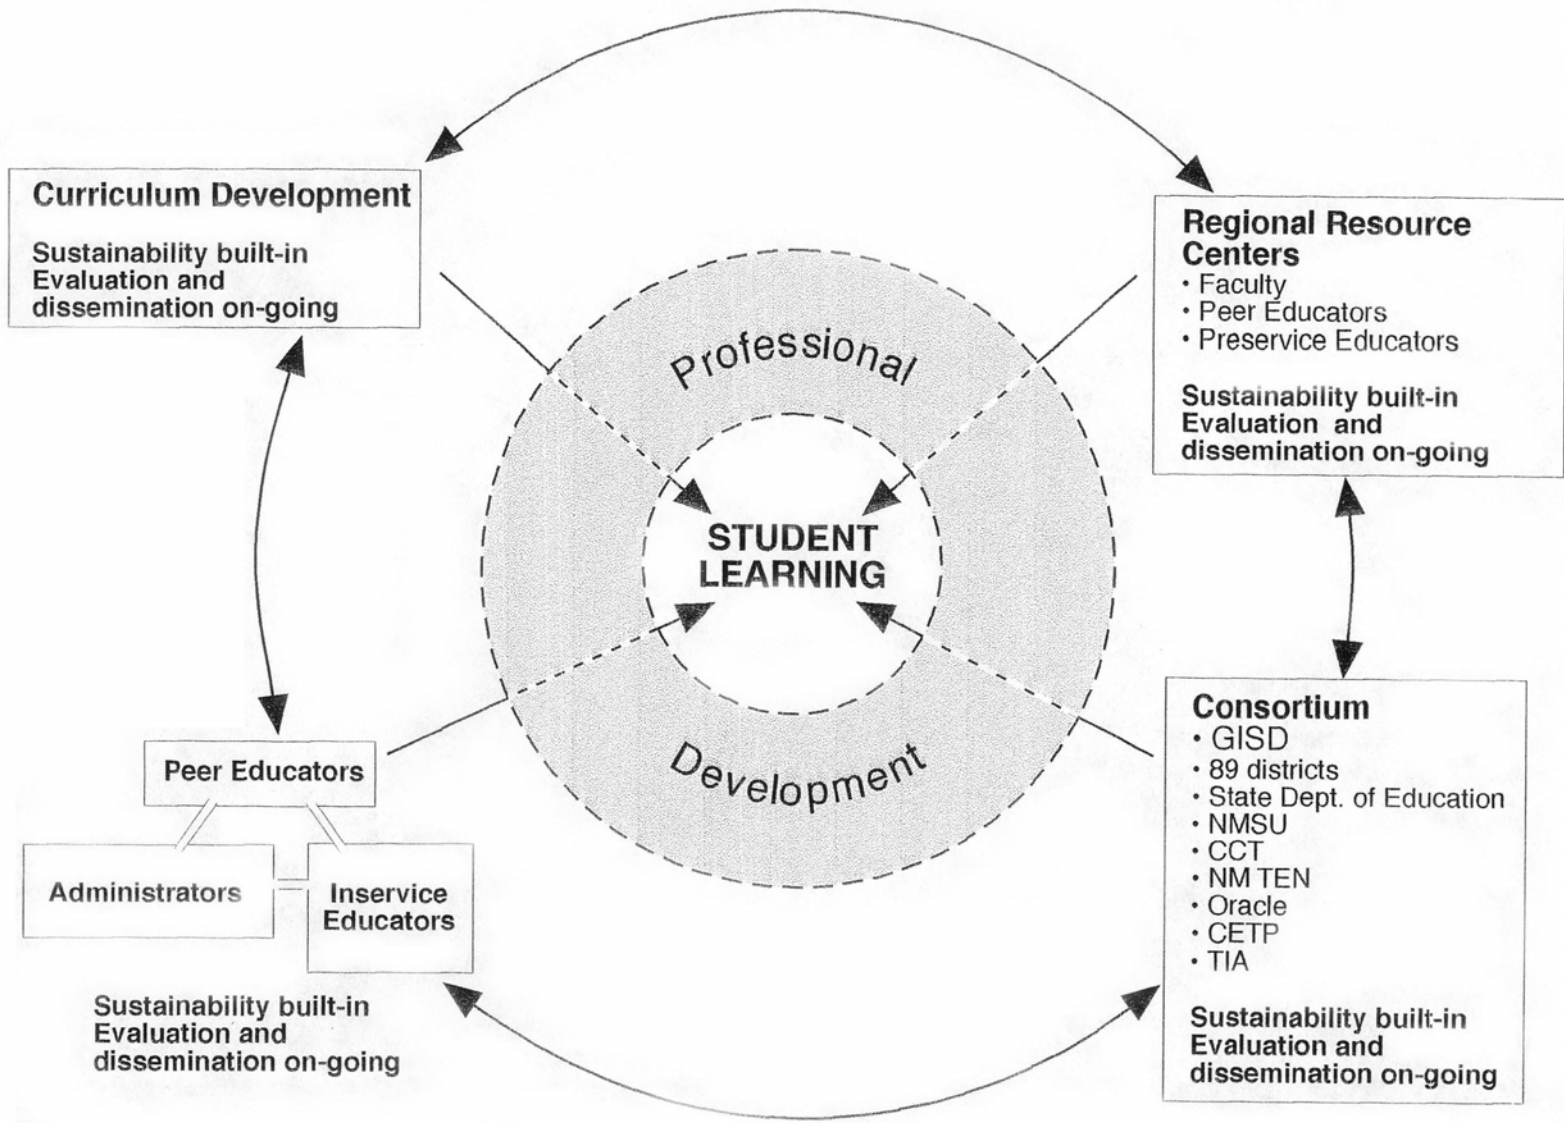 Curriculum Development
Sustainability built-in
Evaluation and
dissemination on-going
Regional Resource
Centers
• Faculty
• Peer Educators
• Preservice Educators
Sustainability built-in
Evaluation and
dissemination on-going
Professional
STUDENT
LEARNING
Development
Peer Educators
Administrators
Inservice
Educators
Sustainability built-in
Evaluation and
dissemination on-going
Consortium
• GISD
• 89 districts
• State Dept. of Education
• NMSU
• CCT
• NM TEN
• Oracle
• CETP
• TIA
Sustainability built-in
Evaluation and
dissemination on-going